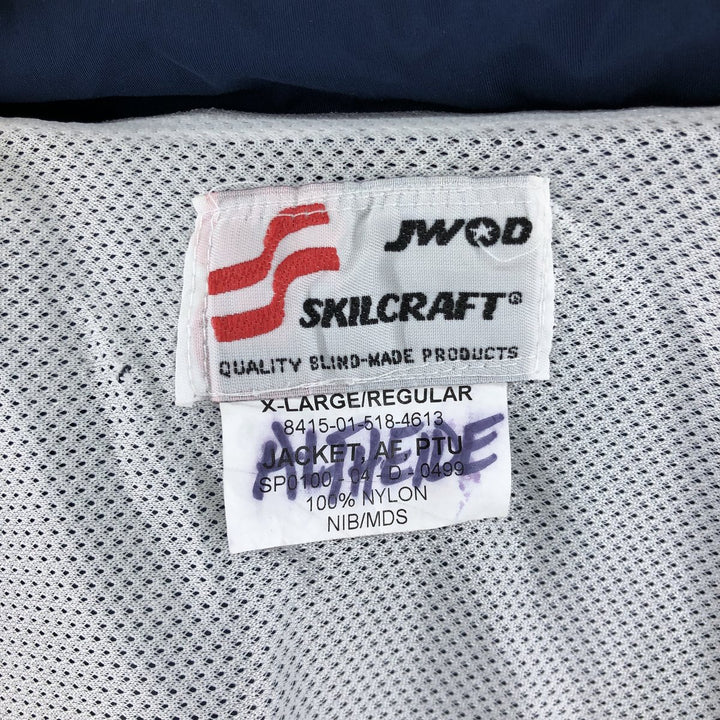 JWOD
SKILCRAFT®
QUALITY BLIND-MADE PRODUCTS
X-LARGE/REGULAR
8415-01-518-4613
JACKET, AF, PTU
ALTHEIDE
SP0100 - 04 - D - 0499
100% NYLON
NIB/MDS